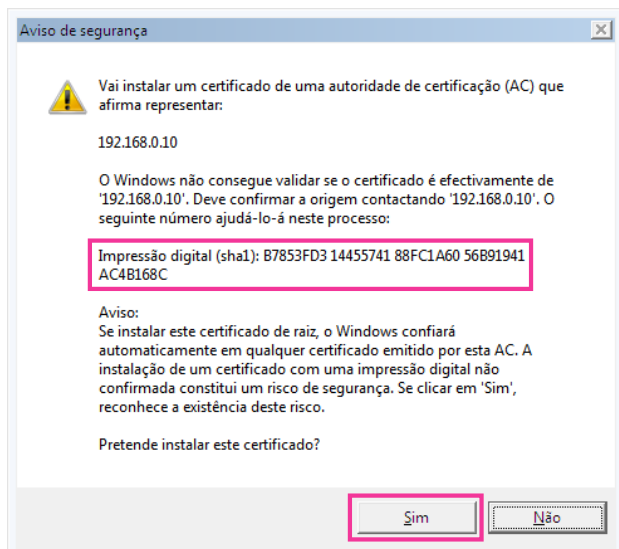 Aviso de segurança
Vai instalar um certificado de uma autoridade de certificação (AC) que
afirma representar:
192.168.0.10
O Windows não consegue validar se o certificado é efectivamente de
'192.168.0.10'. Deve confirmar a origem contactando '192.168.0.10'. O
seguinte número ajudá-lo-á neste processo:
Impressão digital (sha1): B7853FD3 14455741 88FC1A60 56B91941
AC4B168C
Aviso:
Se instalar este certificado de raiz, o Windows confiará
automaticamente em qualquer certificado emitido por esta AC. A
instalação de um certificado com uma impressão digital não
confirmada constitui um risco de segurança. Se clicar em 'Sim',
reconhece a existência deste risco.
Pretende instalar este certificado?
Sim Não